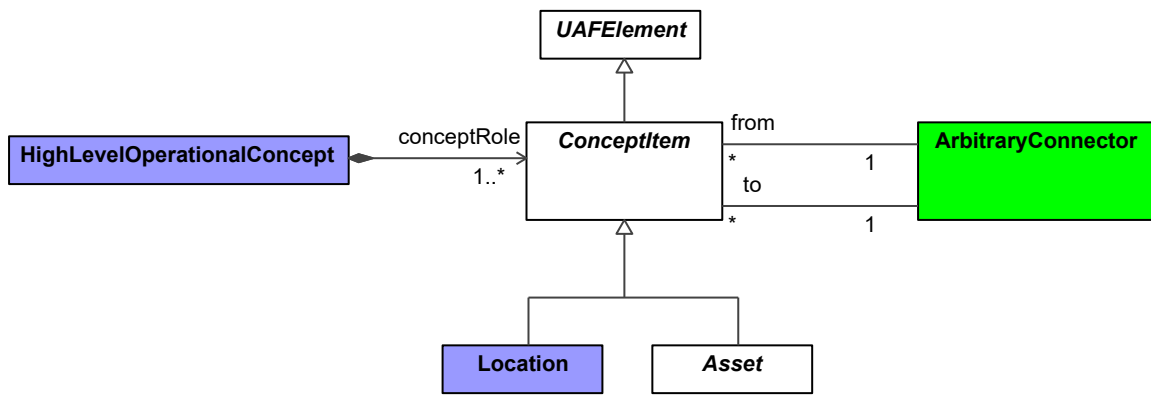 UAFElement
HighLevelOperationalConcept
conceptRole
1..*
ConceptItem
from
*
1
to
*
1
ArbitraryConnector
Location
Asset